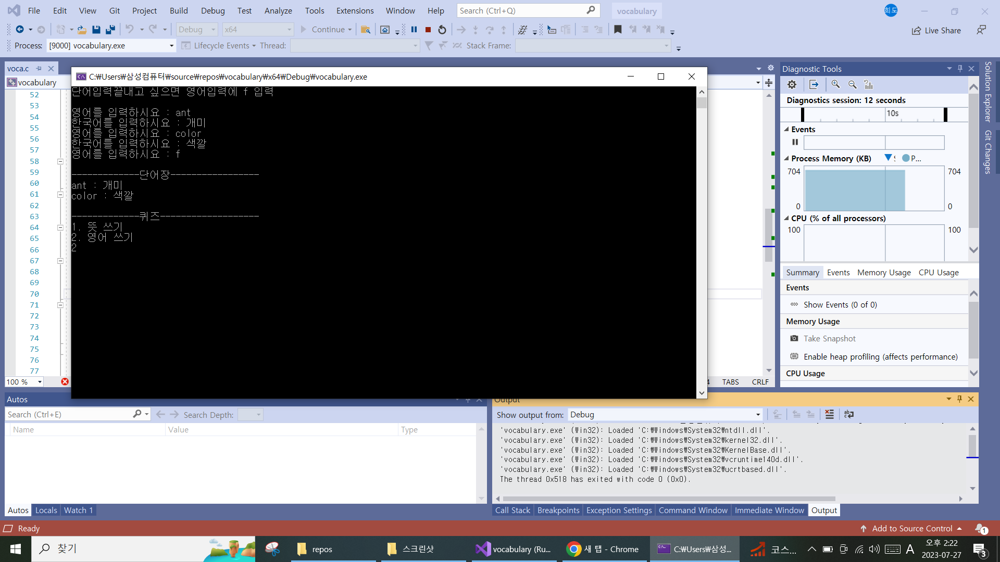 File Edit View Git Project Build Debug Test Analyze Tools Extensions Window Help Search (Ctrl+Q) vocabulary 희도
Debug x64 Continue Live Share
Process: [9000] vocabulary.exe Lifecycle Events Thread: Stack Frame:
voca.c
vocabulary
52
53
54
55
56
57
58
59
60
61
62
63
64
65
66
67
68
69
70
71
72
73
74
75
76
77
100 %
TABS CRLF
C:\Users\삼성컴퓨터\source\repos\vocabulary\x64\Debug\vocabulary.exe
단어입력끝내고 싶으면 영어입력에 f 입력
영어를 입력하시요 : ant
한국어를 입력하시요 : 개미
영어를 입력하시요 : color
한국어를 입력하시요 : 색깔
영어를 입력하시요 : f
-------------단어장-----------------
ant : 개미
color : 색깔
-------------퀴즈-------------------
1. 뜻 쓰기
2. 영어 쓰기
2
Diagnostic Tools
Diagnostics session: 12 seconds
10s
Events
Process Memory (KB) P...
704 704
0 0
CPU (% of all processors)
100 100
Summary Events Memory Usage CPU Usage
Events
Show Events (0 of 0)
Memory Usage
Take Snapshot
Enable heap profiling (affects performance)
CPU Usage
Solution Explorer
Git Changes
Autos
Search (Ctrl+E) Search Depth:
Name Value Type
Autos Locals Watch 1
Output
Show output from: Debug
'vocabulary.exe' (Win32): Loaded 'C:\Windows\System32\ntdll.dll'.
'vocabulary.exe' (Win32): Loaded 'C:\Windows\System32\kernel32.dll'.
'vocabulary.exe' (Win32): Loaded 'C:\Windows\System32\KernelBase.dll'.
'vocabulary.exe' (Win32): Loaded 'C:\Windows\System32\vcruntime140d.dll'.
'vocabulary.exe' (Win32): Loaded 'C:\Windows\System32\ucrtbased.dll'.
The thread 0x518 has exited with code 0 (0x0).
Call Stack Breakpoints Exception Settings Command Window Immediate Window Output
Ready Add to Source Control 1
찾기 repos 스크린샷 vocabulary (Ru... 새 탭 - Chrome C:\Users\삼성... 코스... A 오후 2:22
2023-07-27 3